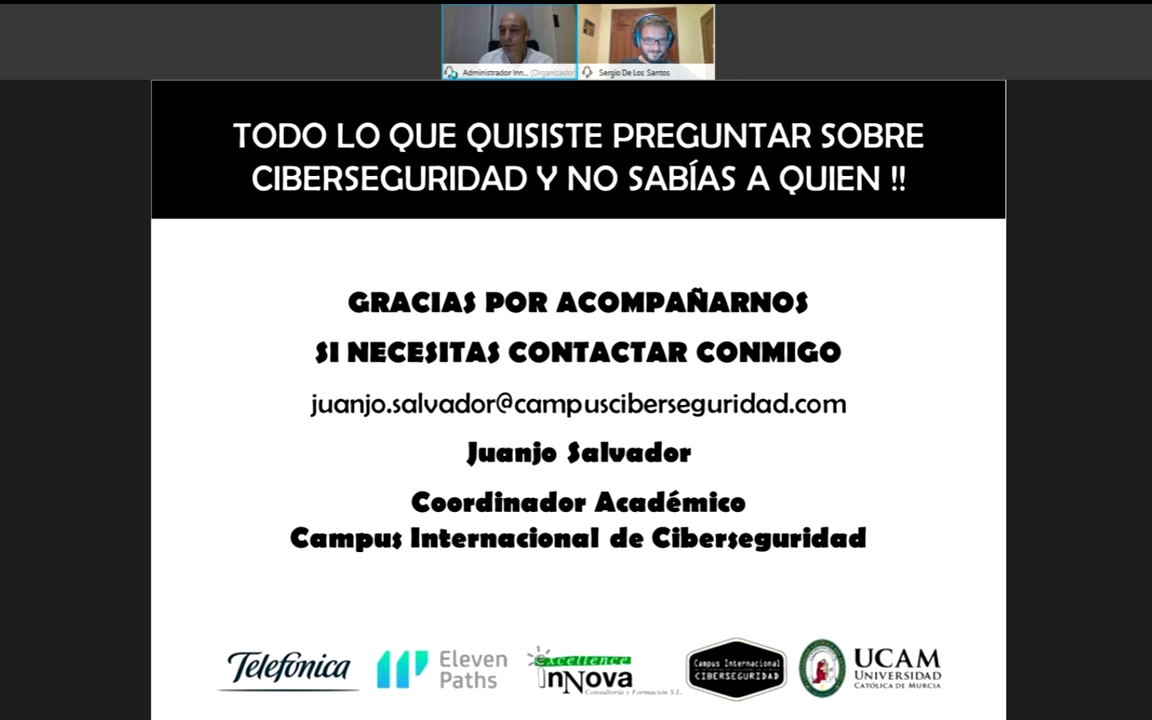 Administrador Inn... (Organizador
Sergio De Los Santos
TODO LO QUE QUISISTE PREGUNTAR SOBRE
CIBERSEGURIDAD Y NO SABÍAS A QUIEN !!
GRACIAS POR ACOMPAÑARNOS
SI NECESITAS CONTACTAR CONMIGO
juanjo.salvador@campusciberseguridad.com
Juanjo Salvador
Coordinador Académico
Campus Internacional de Ciberseguridad
Telefónica
Eleven
Paths
excellence
inNova
Consultoría y Formación S.L.
Campus Internacional
CIBERSEGURIDAD
UCAM
UNIVERSIDAD
CATÓLICA DE MURCIA